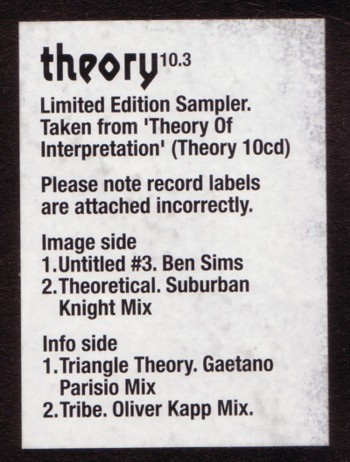 theory 10.3
Limited Edition Sampler.
Taken from 'Theory Of
Interpretation' (Theory 10cd)
Please note record labels
are attached incorrectly.
Image side
1.Untitled #3. Ben Sims
2.Theoretical. Suburban
Knight Mix
Info side
1.Triangle Theory. Gaetano
Parisio Mix
2.Tribe. Oliver Kapp Mix.